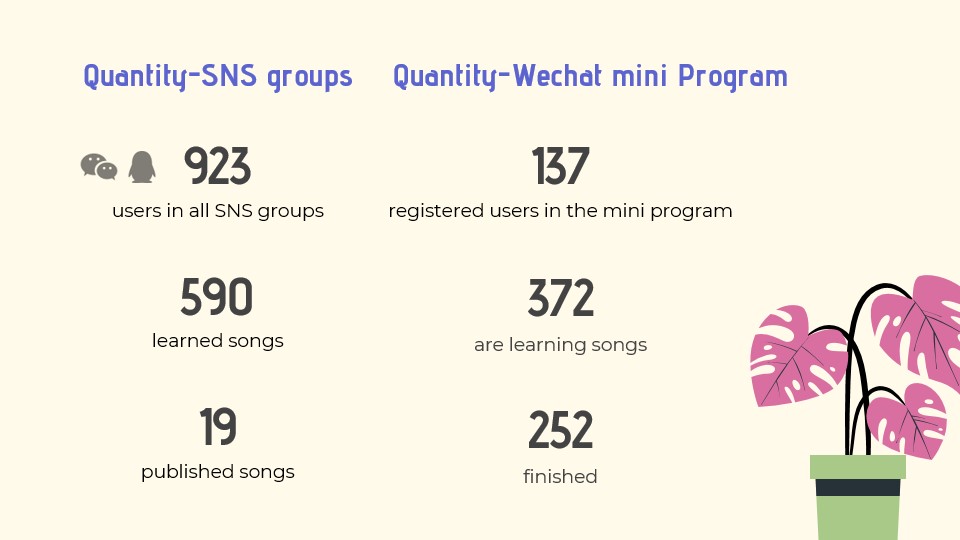 Quantity-SNS groups
923
users in all SNS groups
590
learned songs
19
published songs
Quantity-Wechat mini Program
137
registered users in the mini program
372
are learning songs
252
finished